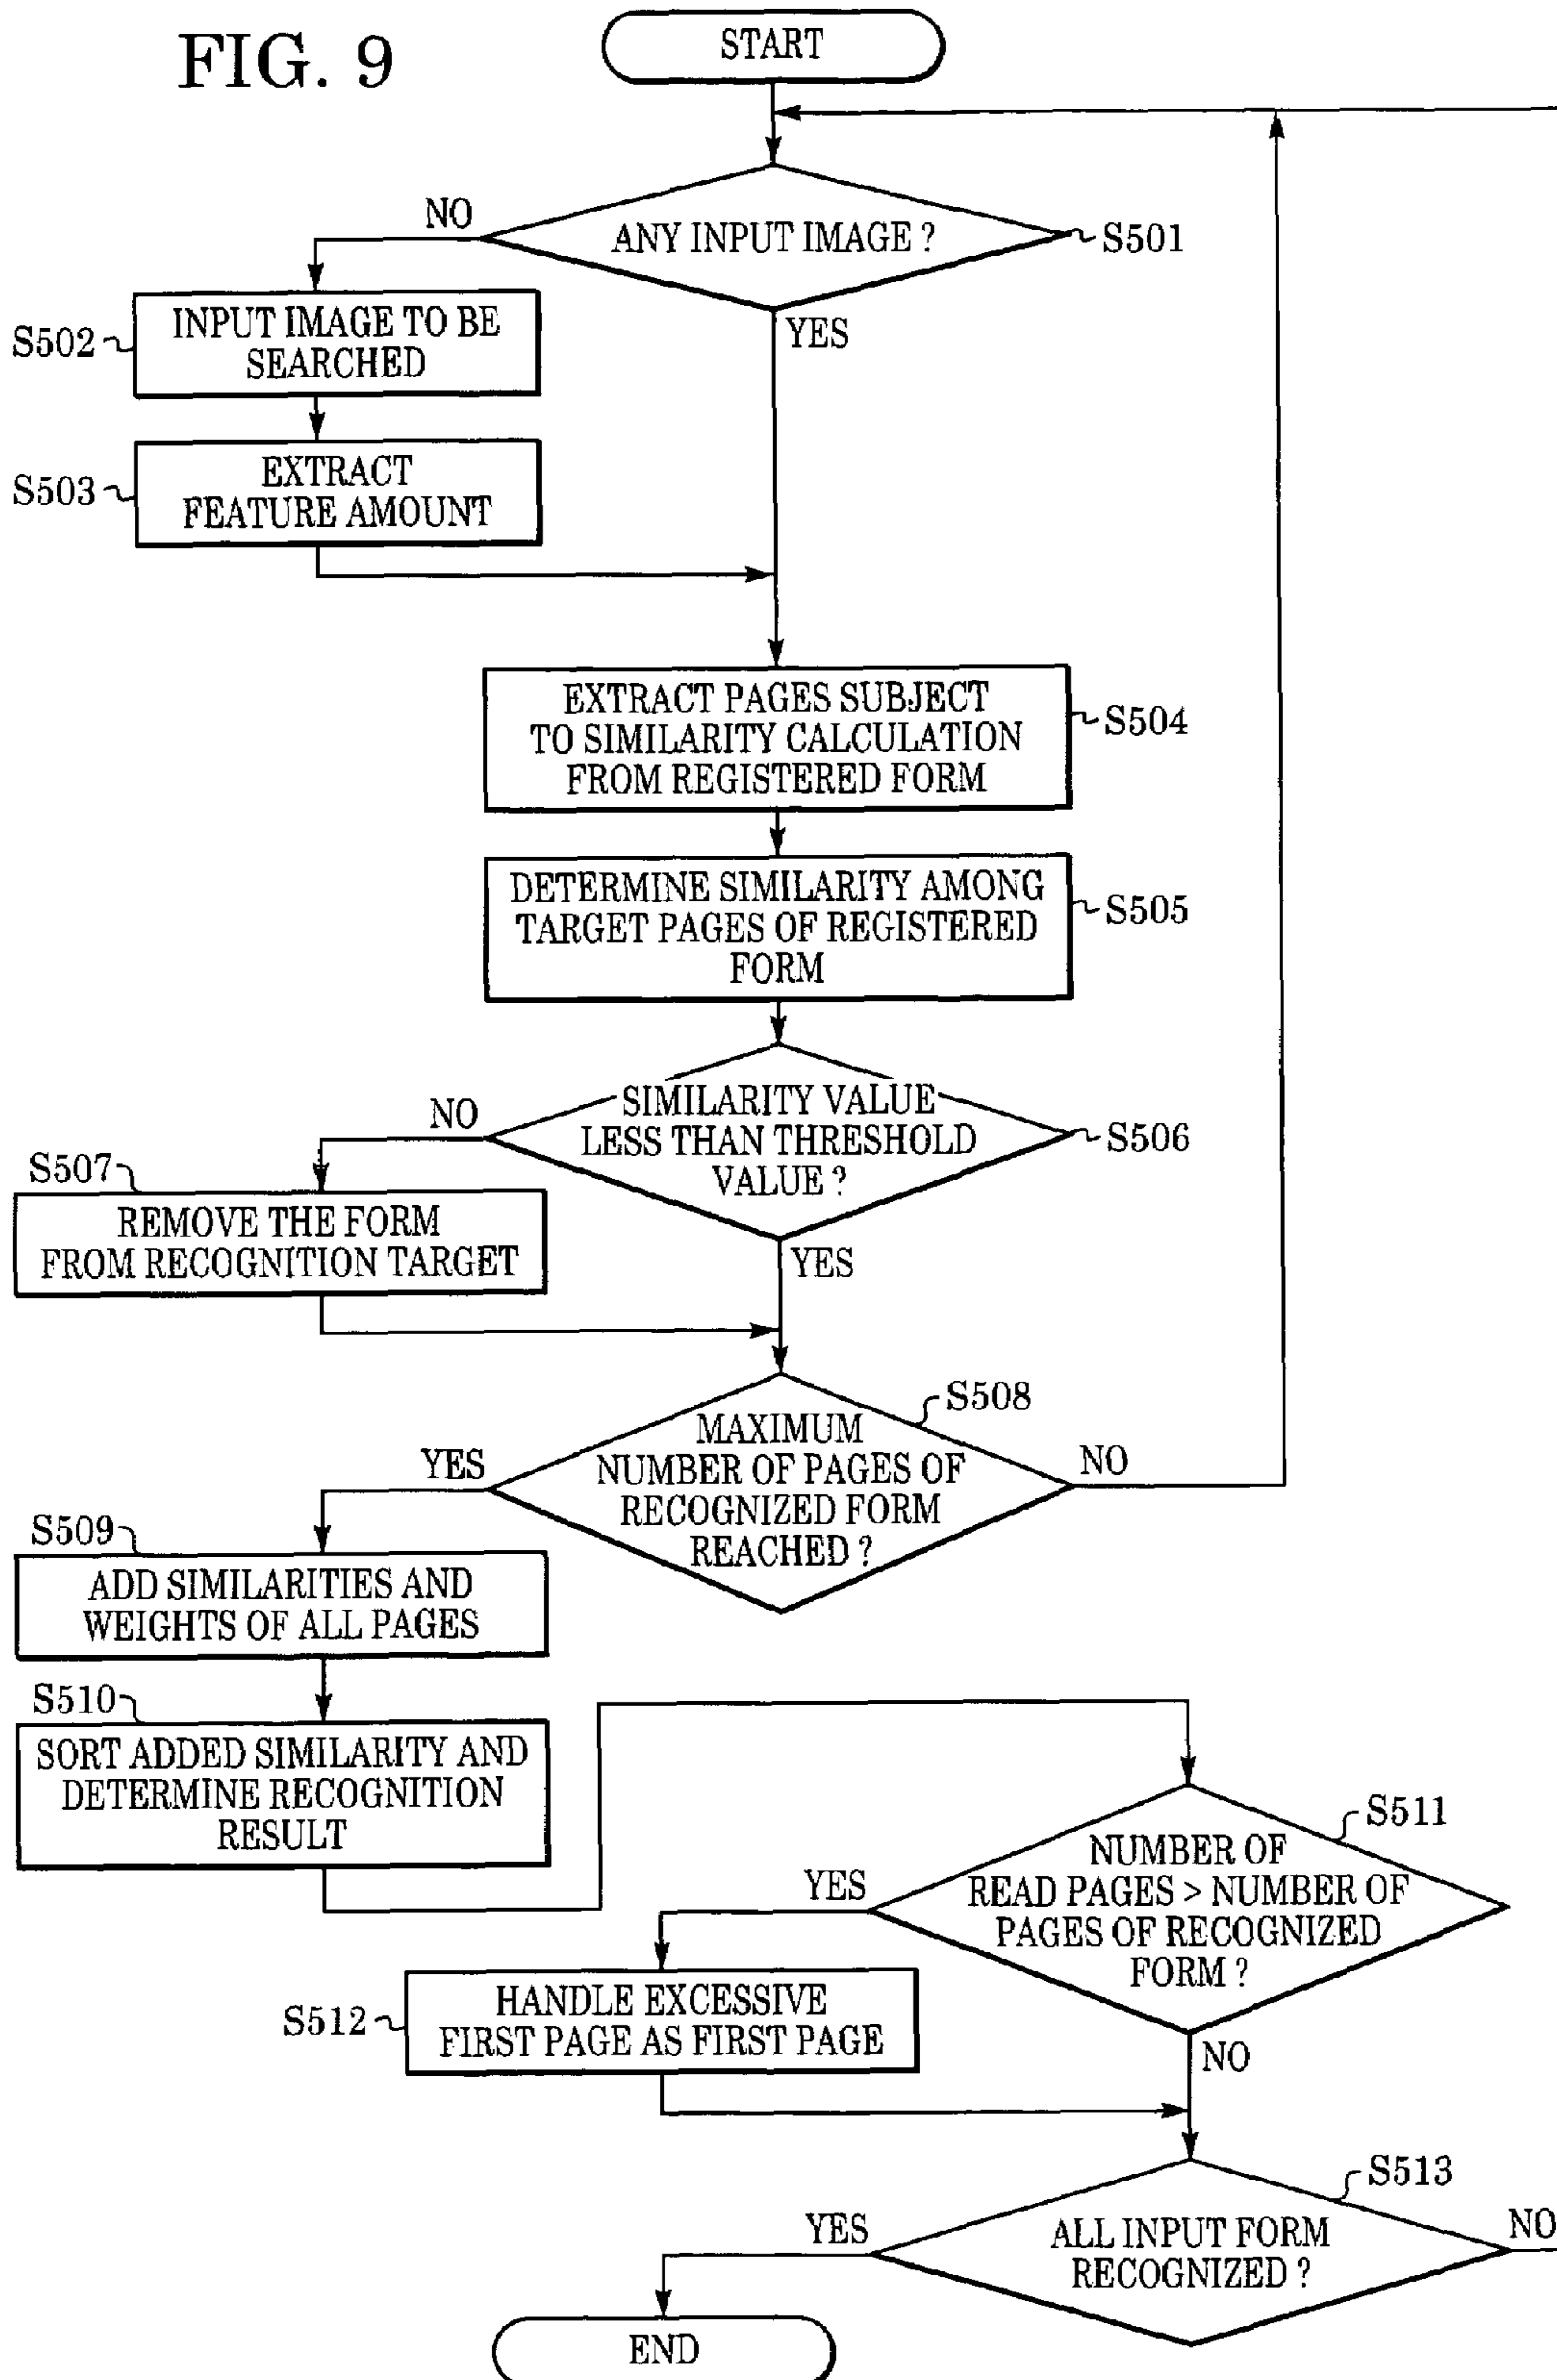 FIG. 9
START
ANY INPUT IMAGE ?
S501
NO
YES
S502
INPUT IMAGE TO BE
SEARCHED
S503
EXTRACT
FEATURE AMOUNT
EXTRACT PAGES SUBJECT
TO SIMILARITY CALCULATION
FROM REGISTERED FORM
S504
DETERMINE SIMILARITY AMONG
TARGET PAGES OF REGISTERED
FORM
S505
SIMILARITY VALUE
LESS THAN THRESHOLD
VALUE ?
S506
NO
YES
S507
REMOVE THE FORM
FROM RECOGNITION TARGET
S508
MAXIMUM
NUMBER OF PAGES OF
RECOGNIZED FORM
REACHED ?
YES
NO
S509
ADD SIMILARITIES AND
WEIGHTS OF ALL PAGES
S510
SORT ADDED SIMILARITY AND
DETERMINE RECOGNITION
RESULT
S511
NUMBER OF
READ PAGES > NUMBER OF
PAGES OF RECOGNIZED
FORM ?
YES
NO
S512
HANDLE EXCESSIVE
FIRST PAGE AS FIRST PAGE
S513
ALL INPUT FORM
RECOGNIZED ?
YES
NO
END